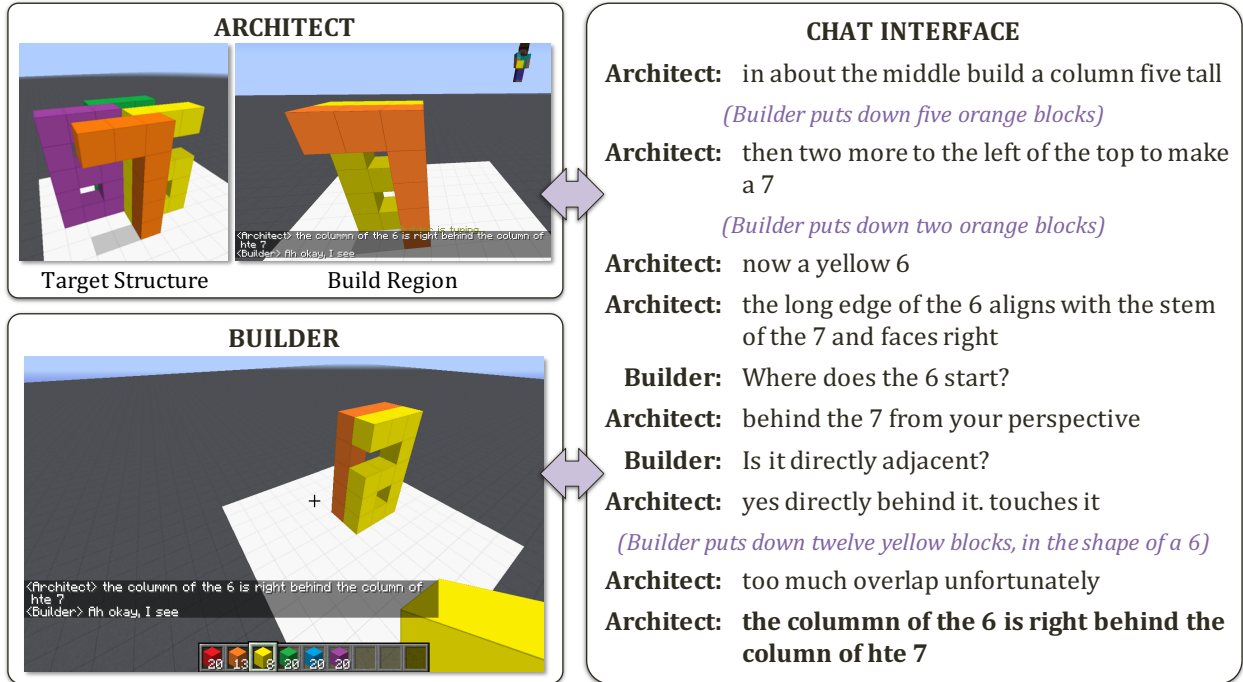 ARCHITECT
<Architect> the colummn of the 6 is right behind the column of
hte 7
<Builder> Ah okay, I see
Target Structure
Build Region
BUILDER
<Architect> the colummn of the 6 is right behind the column of
hte 7
<Builder> Ah okay, I see
20 13 8 20 20 20
CHAT INTERFACE
Architect: in about the middle build a column five tall
(Builder puts down five orange blocks)
Architect: then two more to the left of the top to make
a 7
(Builder puts down two orange blocks)
Architect: now a yellow 6
Architect: the long edge of the 6 aligns with the stem
of the 7 and faces right
Builder: Where does the 6 start?
Architect: behind the 7 from your perspective
Builder: Is it directly adjacent?
Architect: yes directly behind it. touches it
(Builder puts down twelve yellow blocks, in the shape of a 6)
Architect: too much overlap unfortunately
Architect: the colummn of the 6 is right behind the
column of hte 7